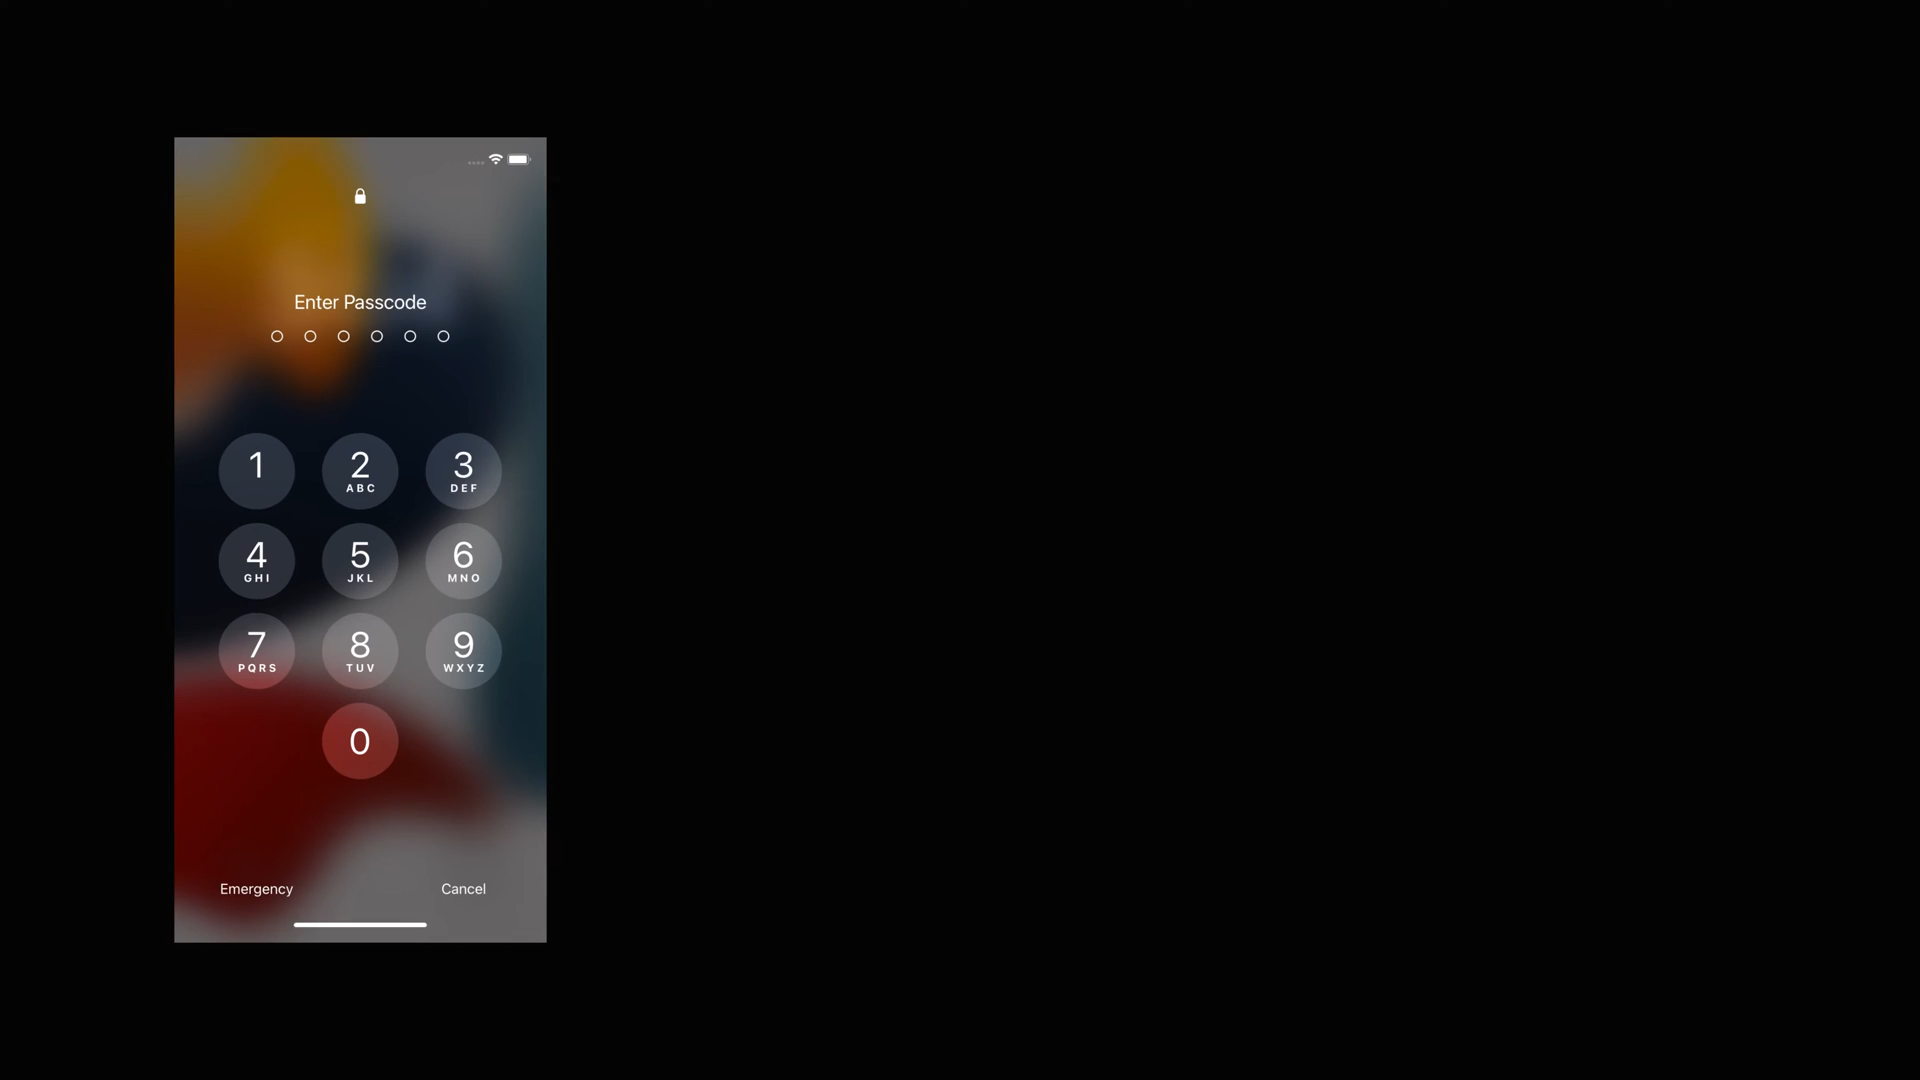 Enter Passcode
1
2
ABC
3
DEF
4
GHI
5
JKL
6
MNO
7
PQRS
8
TUV
9
WXYZ
0
Emergency
Cancel